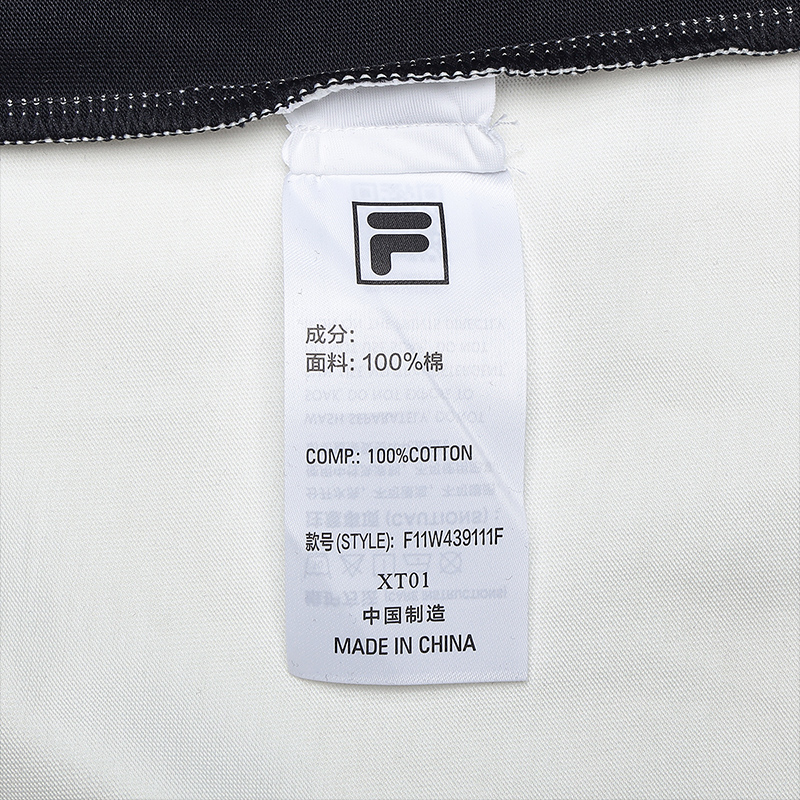 F
成分:
面料: 100%棉
COMP.: 100%COTTON
款号(STYLE): F11W439111F
XT01
中国制造
MADE IN CHINA